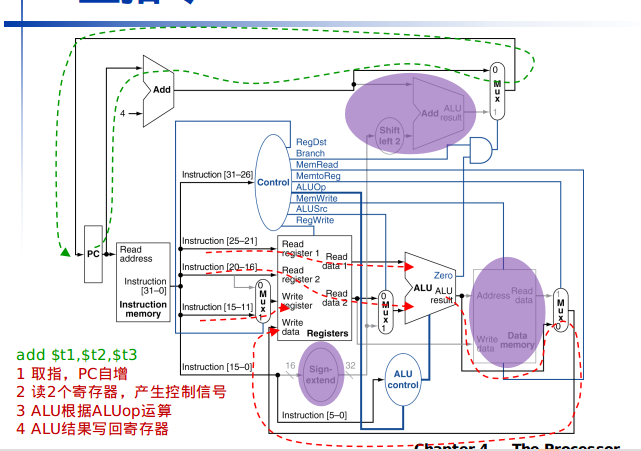 Add
4
0
M
u
x
1
Add ALU
result
Shift
left 2
RegDst
Branch
MemRead
MemtoReg
ALUOp
MemWrite
ALUSrc
RegWrite
Control
Instruction [31–26]
PC
Read
address
Instruction
[31–0]
Instruction
memory
Instruction [25–21]
Instruction [20–16]
Instruction [15–11]
0
M
u
x
1
Read
register 1
Read
register 2
Write
register
Write
data
Read
data 1
Read
data 2
Registers
0
M
u
x
1
Zero
ALU ALU
result
Address
Read
data
Write
data
Data
memory
1
M
u
x
0
Instruction [15–0]
16
Sign-
extend
32
ALU
control
Instruction [5–0]
add $t1,$t2,$t3
1 取指，PC自增
2 读2个寄存器，产生控制信号
3 ALU根据ALUop运算
4 ALU结果写回寄存器
Chapter 4 The Processor